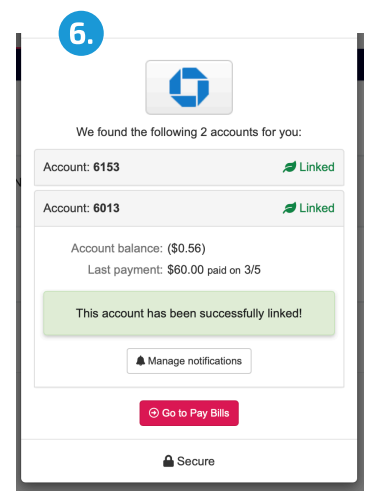 6.
We found the following 2 accounts for you:
Account: 6153 Linked
Account: 6013 Linked
Account balance: ($0.56)
Last payment: $60.00 paid on 3/5
This account has been successfully linked!
Manage notifications
Go to Pay Bills
Secure